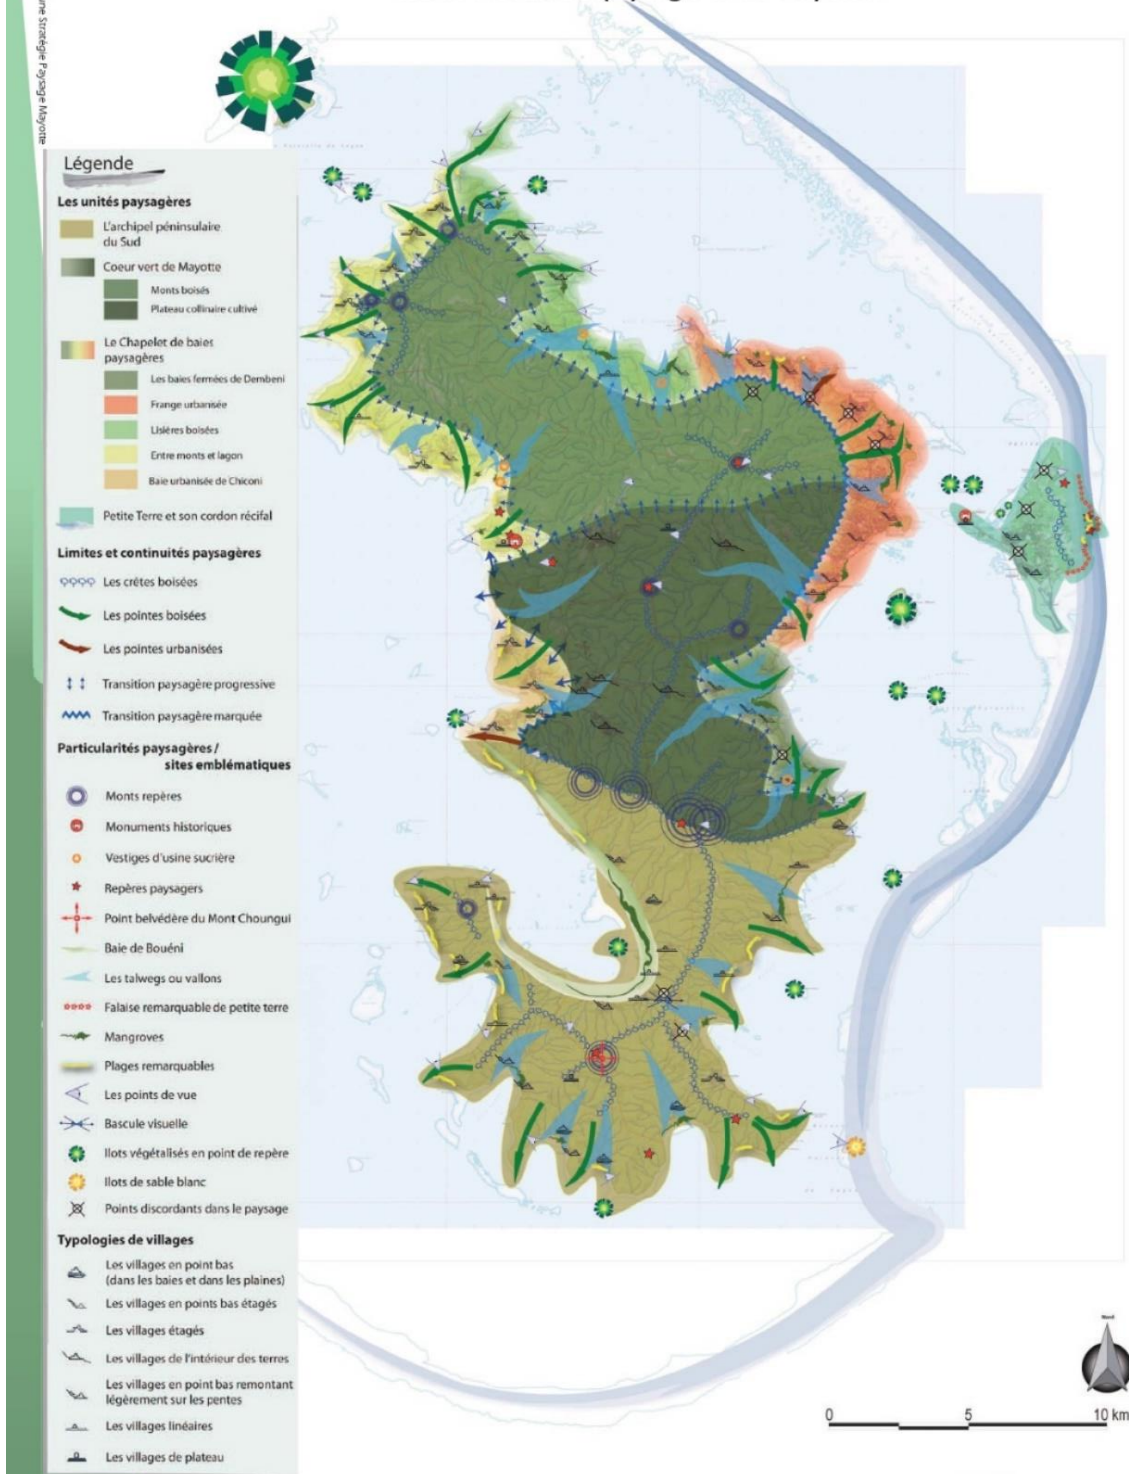 une Stratégie Paysage Mayotte
Légende
Les unités paysagères
L'archipel péninsulaire
du Sud
Coeur vert de Mayotte
Monts boisés
Plateau collinaire cultivé
Le Chapelet de baies
paysagères
Les baies fermées de Dembeni
Frange urbanisée
Lisières boisées
Entre monts et lagon
Baie urbanisée de Chiconi
Petite Terre et son cordon récifal
Limites et continuités paysagères
Les crêtes boisées
Les pointes boisées
Les pointes urbanisées
Transition paysagère progressive
Transition paysagère marquée
Particularités paysagères /
sites emblématiques
Monts repères
Monuments historiques
Vestiges d'usine sucrière
Repères paysagers
Point belvédère du Mont Choungui
Baie de Bouéni
Les talwegs ou vallons
Falaise remarquable de petite terre
Mangroves
Plages remarquables
Les points de vue
Bascule visuelle
Ilots végétalisés en point de repère
Ilots de sable blanc
Points discordants dans le paysage
Typologies de villages
Les villages en point bas
(dans les baies et dans les plaines)
Les villages en points bas étagés
Les villages étagés
Les villages de l'intérieur des terres
Les villages en point bas remontant
légèrement sur les pentes
Les villages linéaires
Les villages de plateau
Nord
0 5 10 km